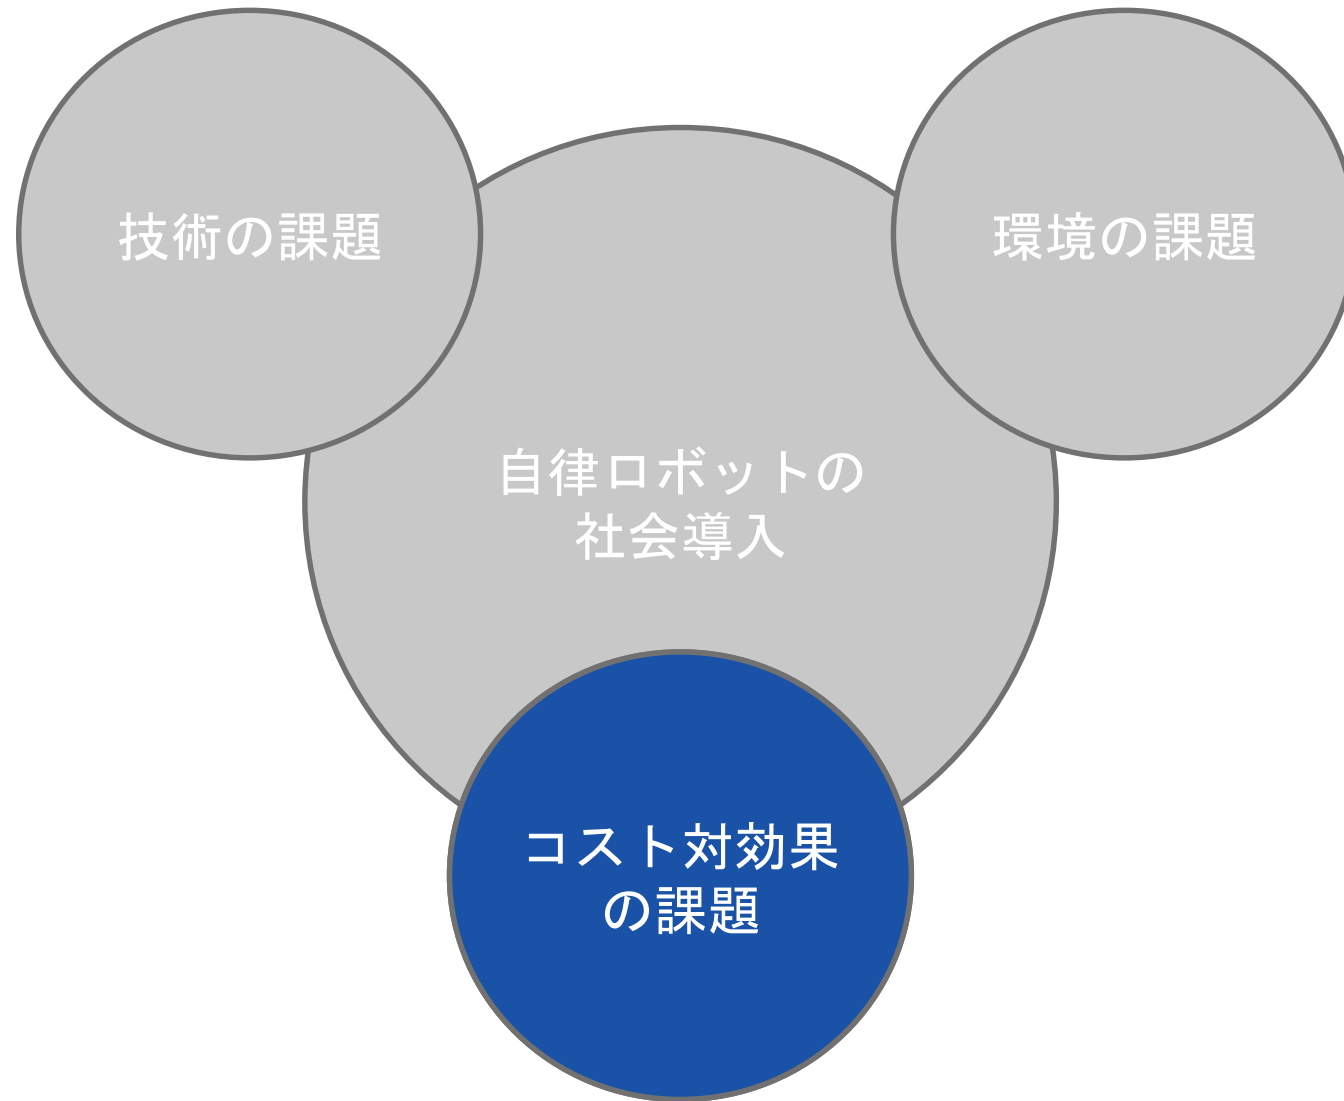 技術の課題
環境の課題
自律ロボットの
社会導入
コスト対効果
の課題